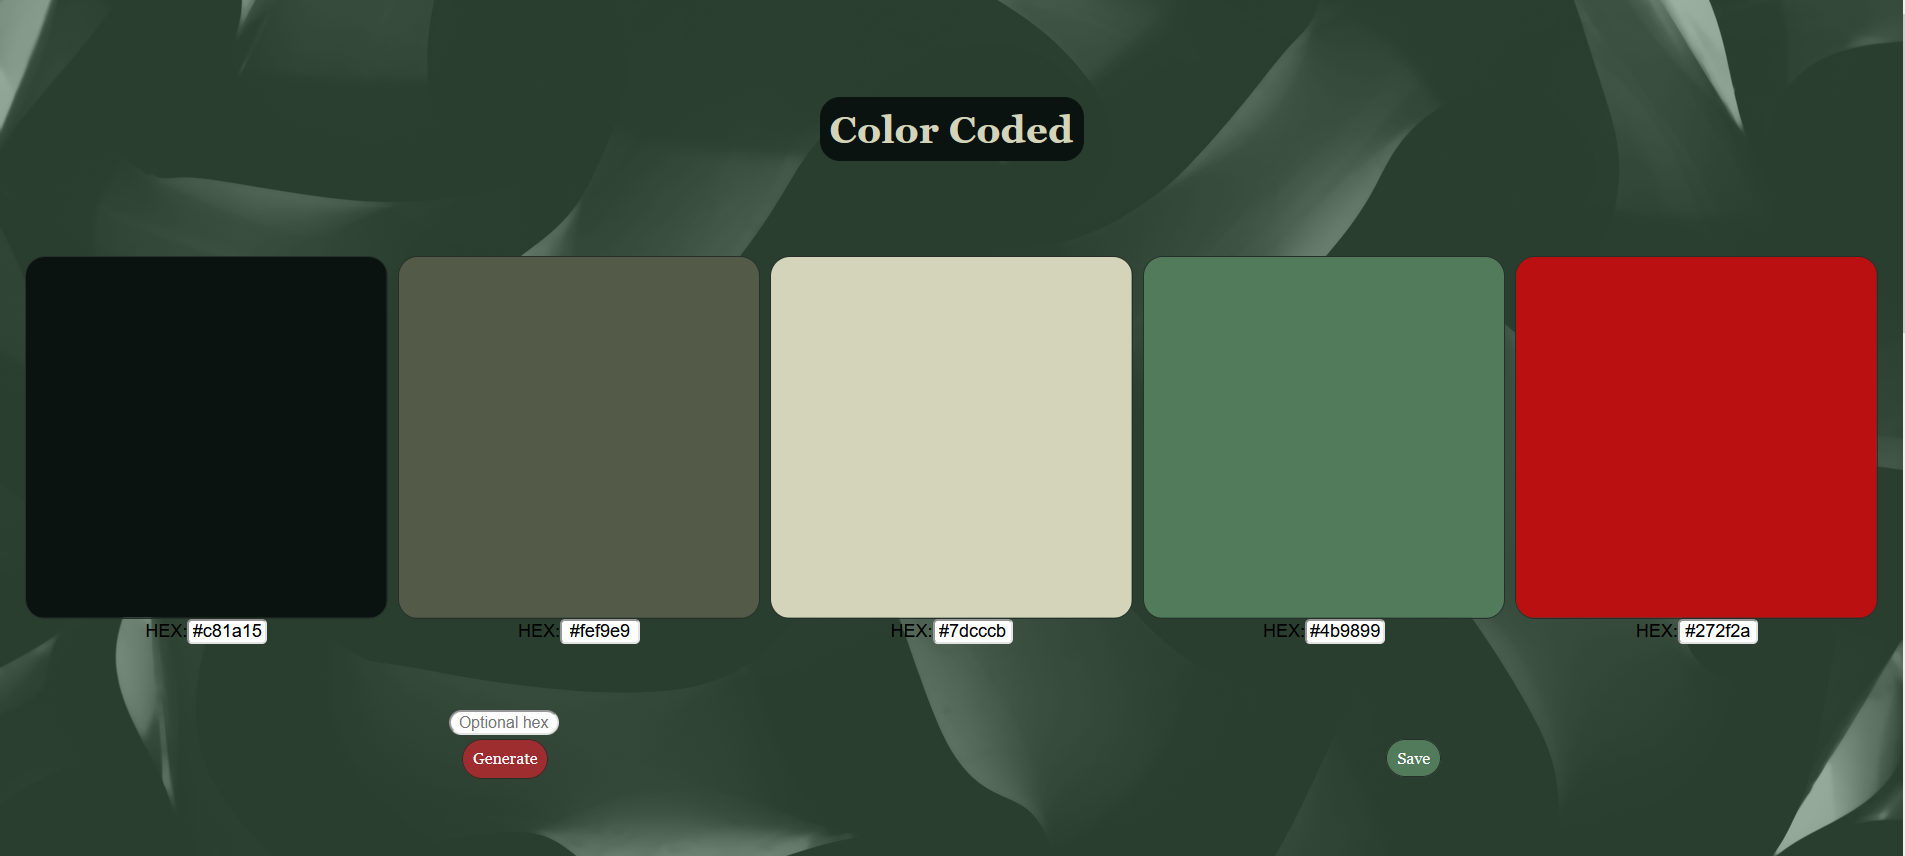 Color Coded
HEX: #c81a15
HEX: #fef9e9
HEX: #7dcccb
HEX: #4b9899
HEX: #272f2a
Optional hex
Generate
Save